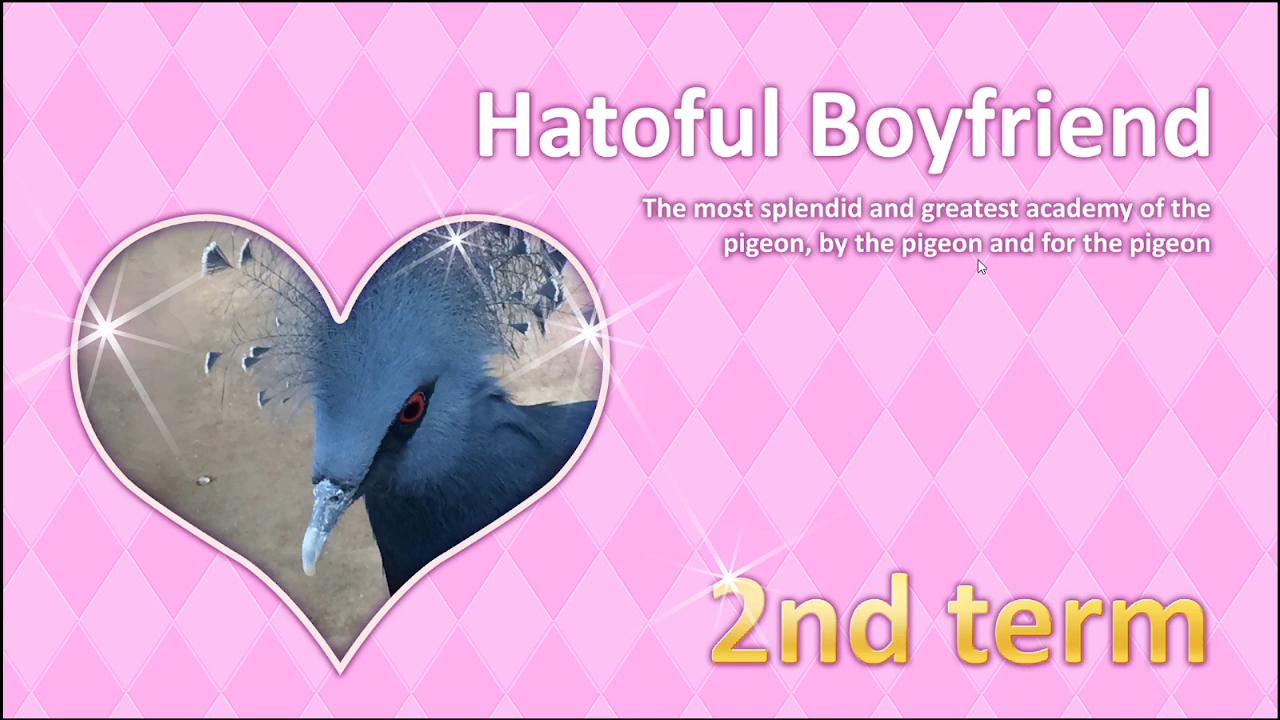 Hatoful Boyfriend
The most splendid and greatest academy of the
pigeon, by the pigeon and for the pigeon
2nd term